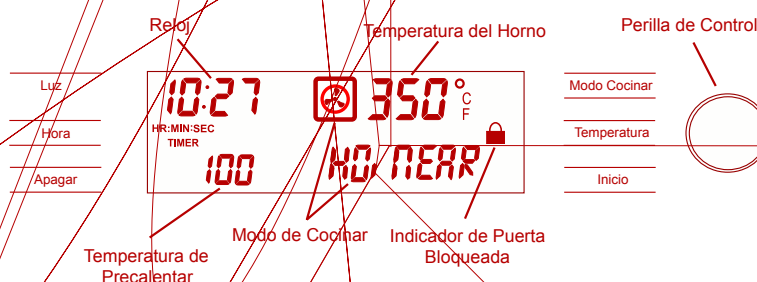 Reloj
Temperatura del Horno
Perilla de Control
Luz
10:27
350°
C
F
Modo Cocinar
Hora
HR:MIN:SEC
TIMER
Temperatura
Apagar
100
HORNEAR
Inicio
Modo de Cocinar
Indicador de Puerta
Bloqueada
Temperatura de
Precalentar